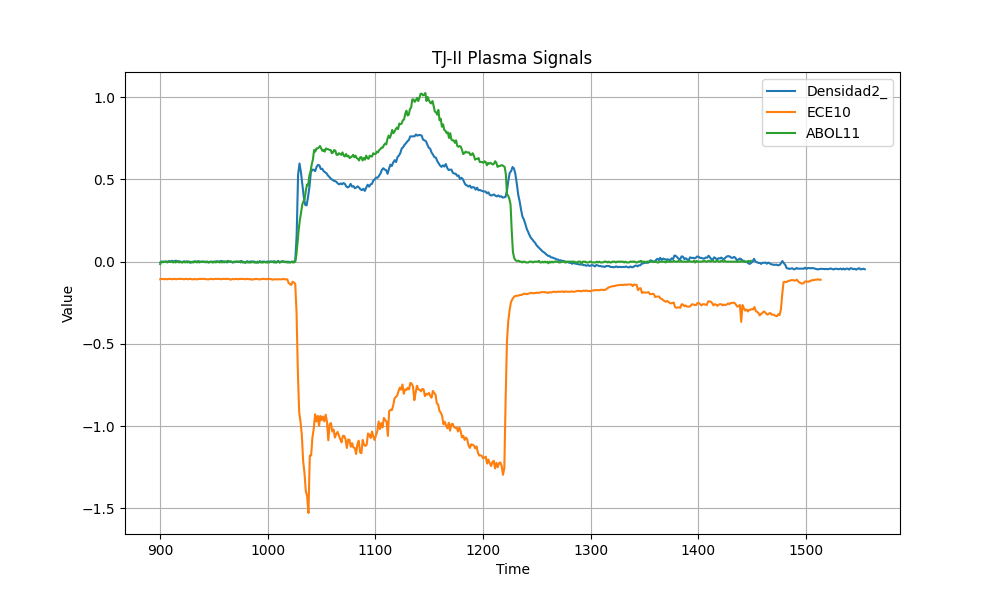 TJ-II Plasma Signals
Densidad2_
ECE10
ABOL11
1.0
0.5
0.0
−0.5
−1.0
−1.5
Value
900 1000 1100 1200 1300 1400 1500
Time